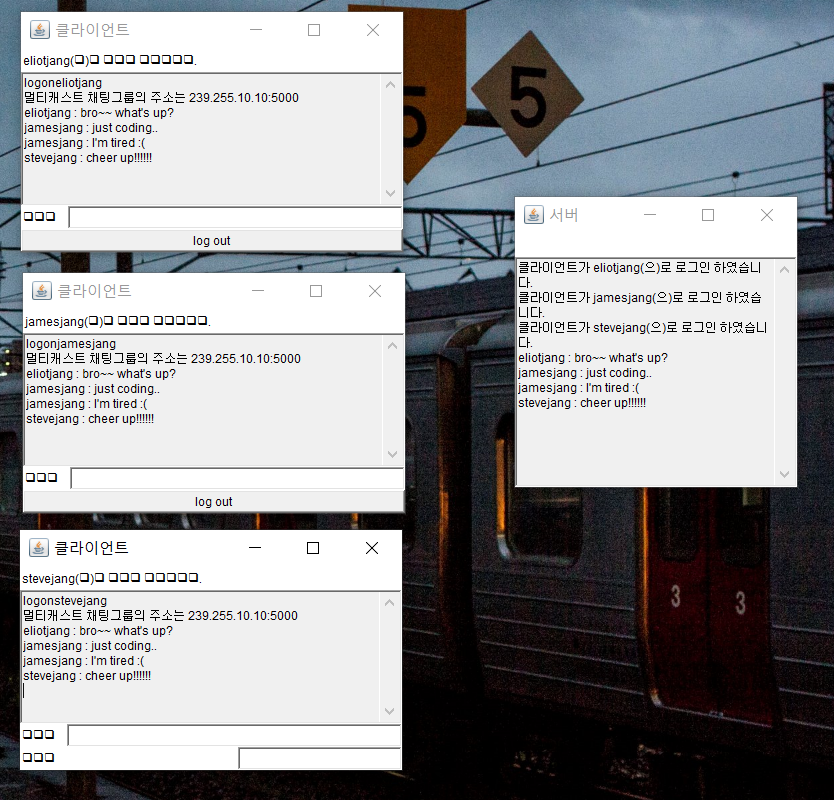 클라이언트
eliotjang(□)□ □□□ □□□□□.
logoneliotjang
멀티캐스트 채팅그룹의 주소는 239.255.10.10:5000
eliotjang : bro~~ what's up?
jamesjang : just coding..
jamesjang : I'm tired :(
stevejang : cheer up!!!!!!
□□□
log out
클라이언트
jamesjang(□)□ □□□ □□□□□.
logonjamesjang
멀티캐스트 채팅그룹의 주소는 239.255.10.10:5000
eliotjang : bro~~ what's up?
jamesjang : just coding..
jamesjang : I'm tired :(
stevejang : cheer up!!!!!!
□□□
log out
클라이언트
stevejang(□)□ □□□ □□□□□.
logonstevejang
멀티캐스트 채팅그룹의 주소는 239.255.10.10:5000
eliotjang : bro~~ what's up?
jamesjang : just coding..
jamesjang : I'm tired :(
stevejang : cheer up!!!!!!
□□□
□□□
서버
클라이언트가 eliotjang(으)로 로그인 하였습니
다.
클라이언트가 jamesjang(으)로 로그인 하였습
니다.
클라이언트가 stevejang(으)로 로그인 하였습니
다.
eliotjang : bro~~ what's up?
jamesjang : just coding..
jamesjang : I'm tired :(
stevejang : cheer up!!!!!!
5
5
3
3